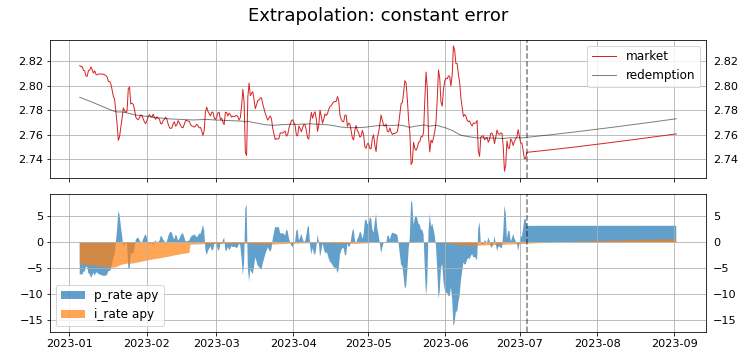 Extrapolation: constant error
2.82 2.82
2.80 2.80
2.78 2.78
2.76 2.76
2.74 2.74
market
redemption
5 5
0 0
−5 −5
−10 −10
−15 −15
p_rate apy
i_rate apy
2023-01 2023-02 2023-03 2023-04 2023-05 2023-06 2023-07 2023-08 2023-09